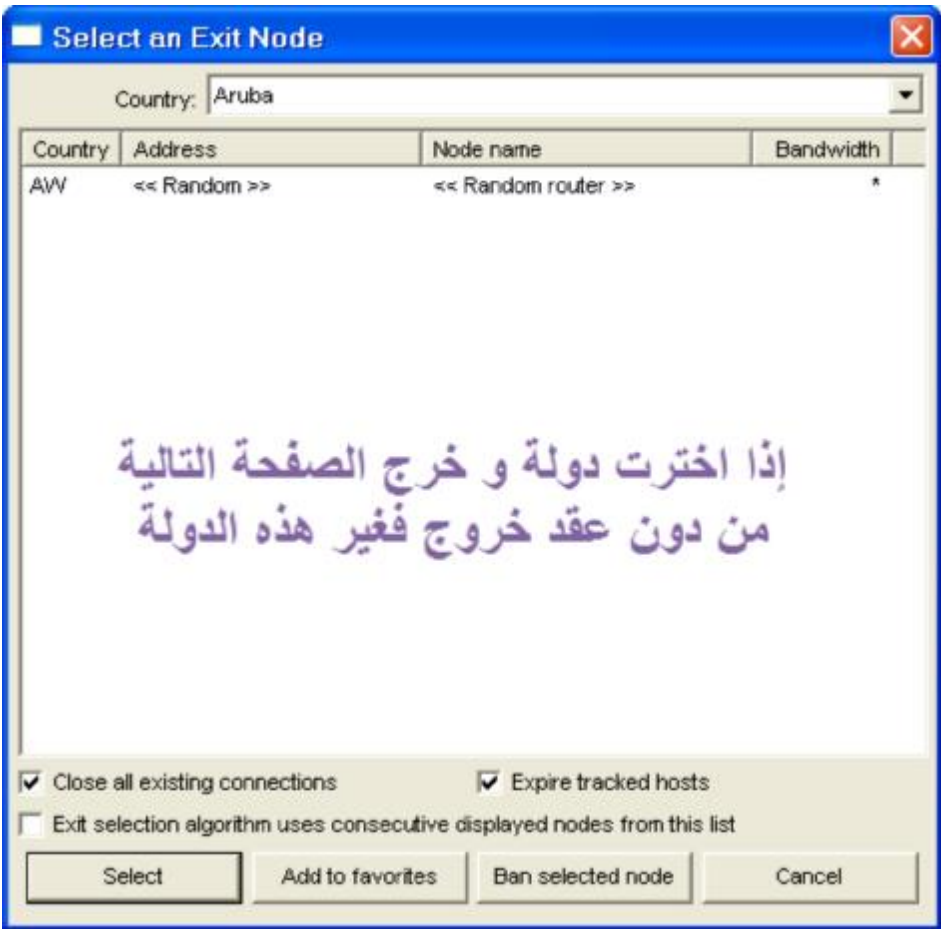 Select an Exit Node
Country: Aruba
Country Address Node name Bandwidth
AW << Random >> << Random router >> *
إذا اخترت دولة و خرج الصفحة التالية
من دون عقد خروج فغير هذه الدولة
Close all existing connections Expire tracked hosts
Exit selection algorithm uses consecutive displayed nodes from this list
Select Add to favorites Ban selected node Cancel